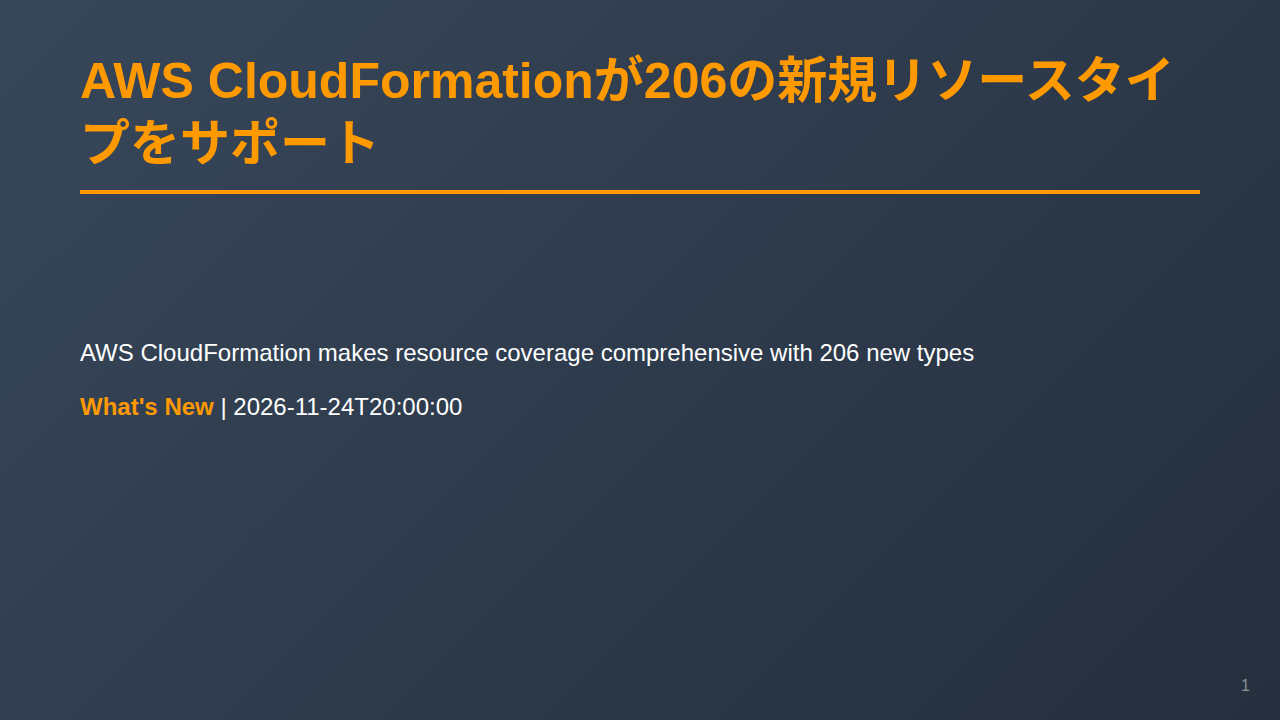 AWS CloudFormationが206の新規リソースタイ
プをサポート
AWS CloudFormation makes resource coverage comprehensive with 206 new types
What's New | 2026-11-24T20:00:00
1